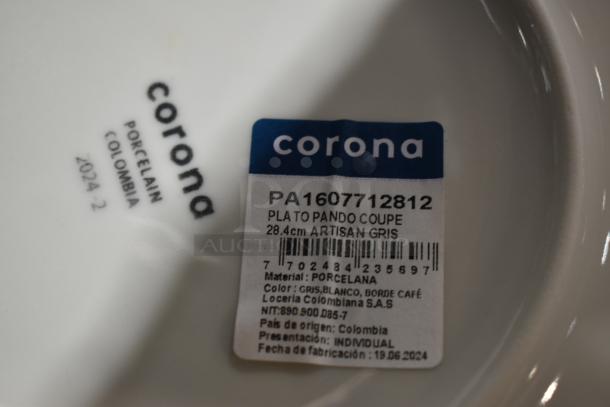 corona
PORCELAIN
COLOMBIA
2024-2
corona
PA1607712812
PLATO PANDO COUPE
28.4cm ARTISAN GRIS
7 702484 235697
Material : PORCELANA
Color : GRIS,BLANCO, BORDE CAFÉ
Loceria Colombiana S.A.S
NIT:890.900.085-7
País de origen: Colombia
Presentación: INDIVIDUAL
Fecha de fabricación : 19.06.2024